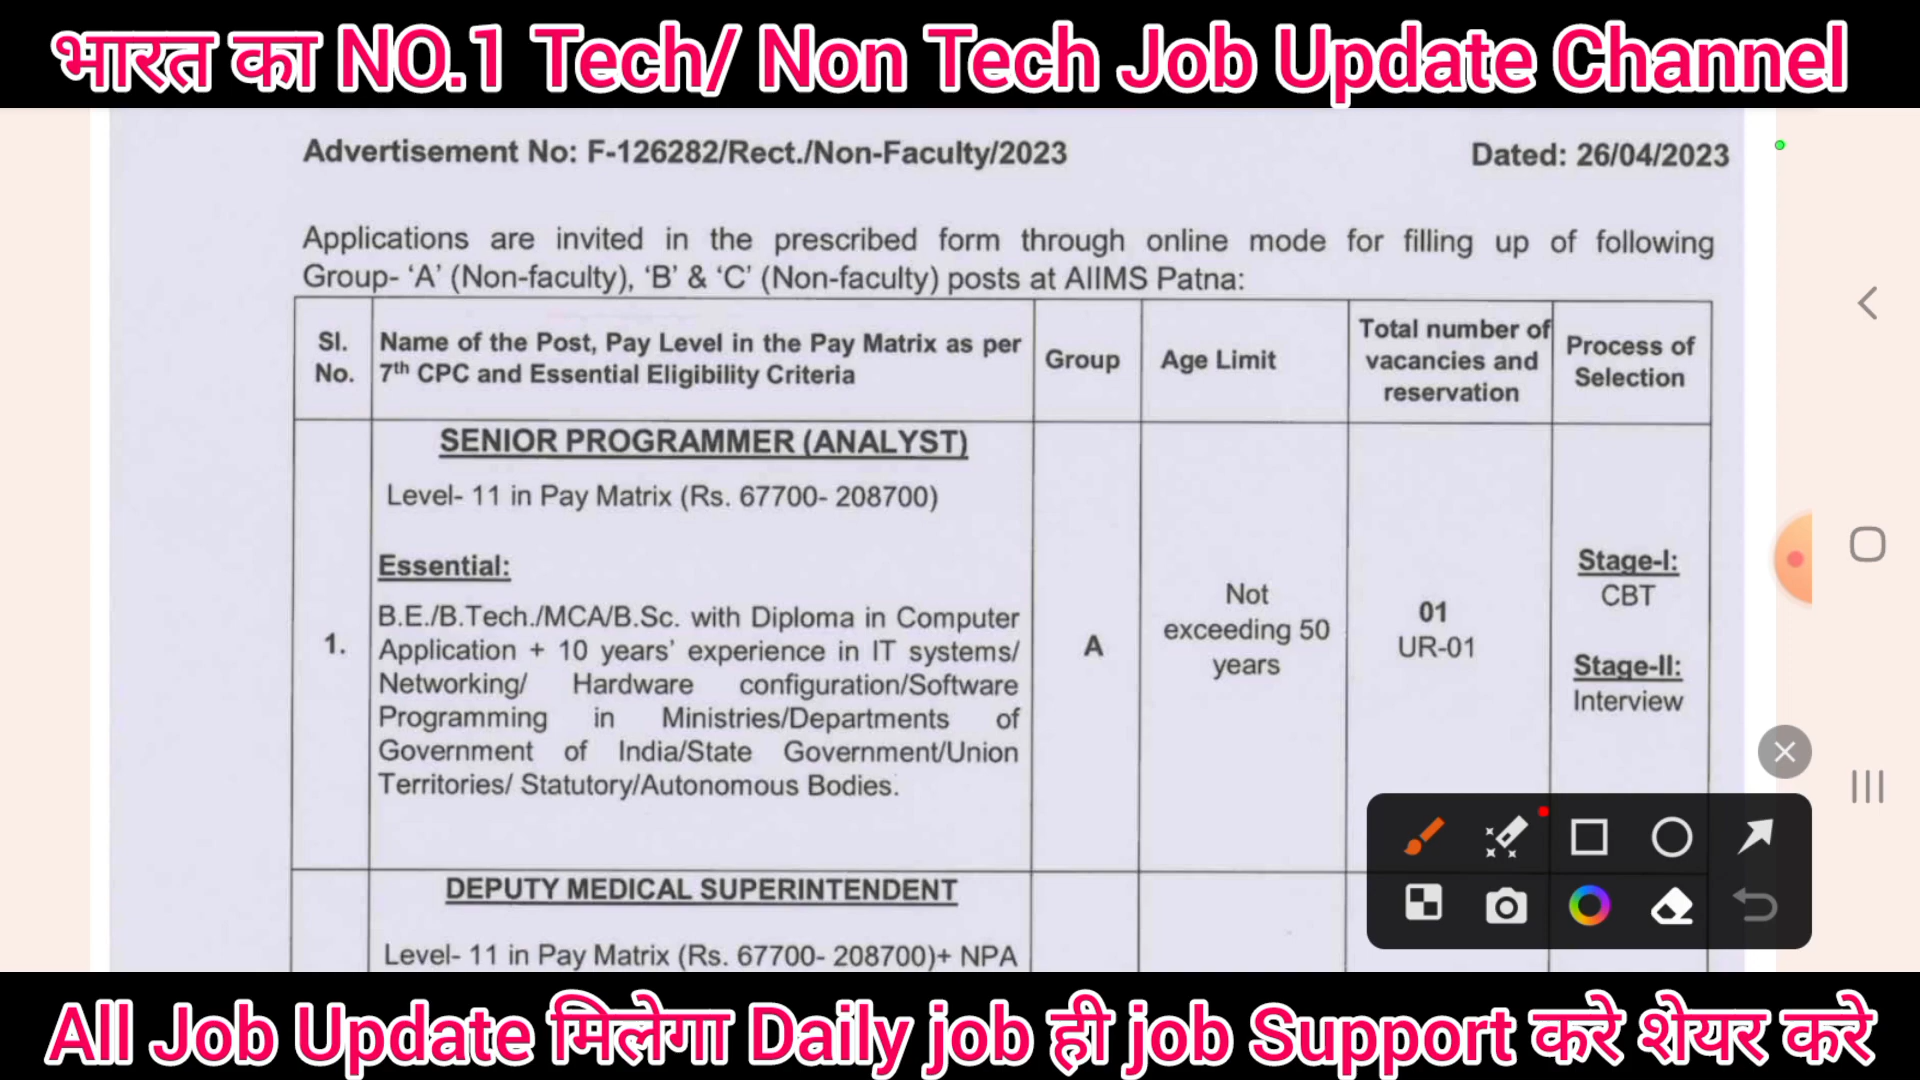 भारत का NO.1 Tech/ Non Tech Job Update Channel
Advertisement No: F-126282/Rect./Non-Faculty/2023
Dated: 26/04/2023
Applications are invited in the prescribed form through online mode for filling up of following
Group- ‘A’ (Non-faculty), ‘B’ & ‘C’ (Non-faculty) posts at AIIMS Patna:
Sl.
No.
Name of the Post, Pay Level in the Pay Matrix as per
7th CPC and Essential Eligibility Criteria
Group
Age Limit
Total number of
vacancies and
reservation
Process of
Selection
1.
SENIOR PROGRAMMER (ANALYST)
Level- 11 in Pay Matrix (Rs. 67700- 208700)
Essential:
B.E./B.Tech./MCA/B.Sc. with Diploma in Computer
Application + 10 years’ experience in IT systems/
Networking/ Hardware configuration/Software
Programming in Ministries/Departments of
Government of India/State Government/Union
Territories/ Statutory/Autonomous Bodies.
A
Not
exceeding 50
years
01
UR-01
Stage-I:
CBT
Stage-II:
Interview
DEPUTY MEDICAL SUPERINTENDENT
Level- 11 in Pay Matrix (Rs. 67700- 208700)+ NPA
All Job Update मिलेगा Daily job ही job Support करे शेयर करे